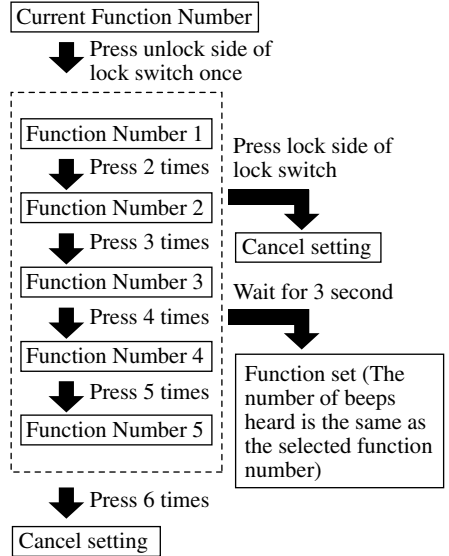 Current Function Number
Press unlock side of
lock switch once
Function Number 1
Press 2 times
Function Number 2
Press 3 times
Function Number 3
Press 4 times
Function Number 4
Press 5 times
Function Number 5
Press lock side of
lock switch
Cancel setting
Wait for 3 second
Function set (The
number of beeps
heard is the same as
the selected function
number)
Press 6 times
Cancel setting